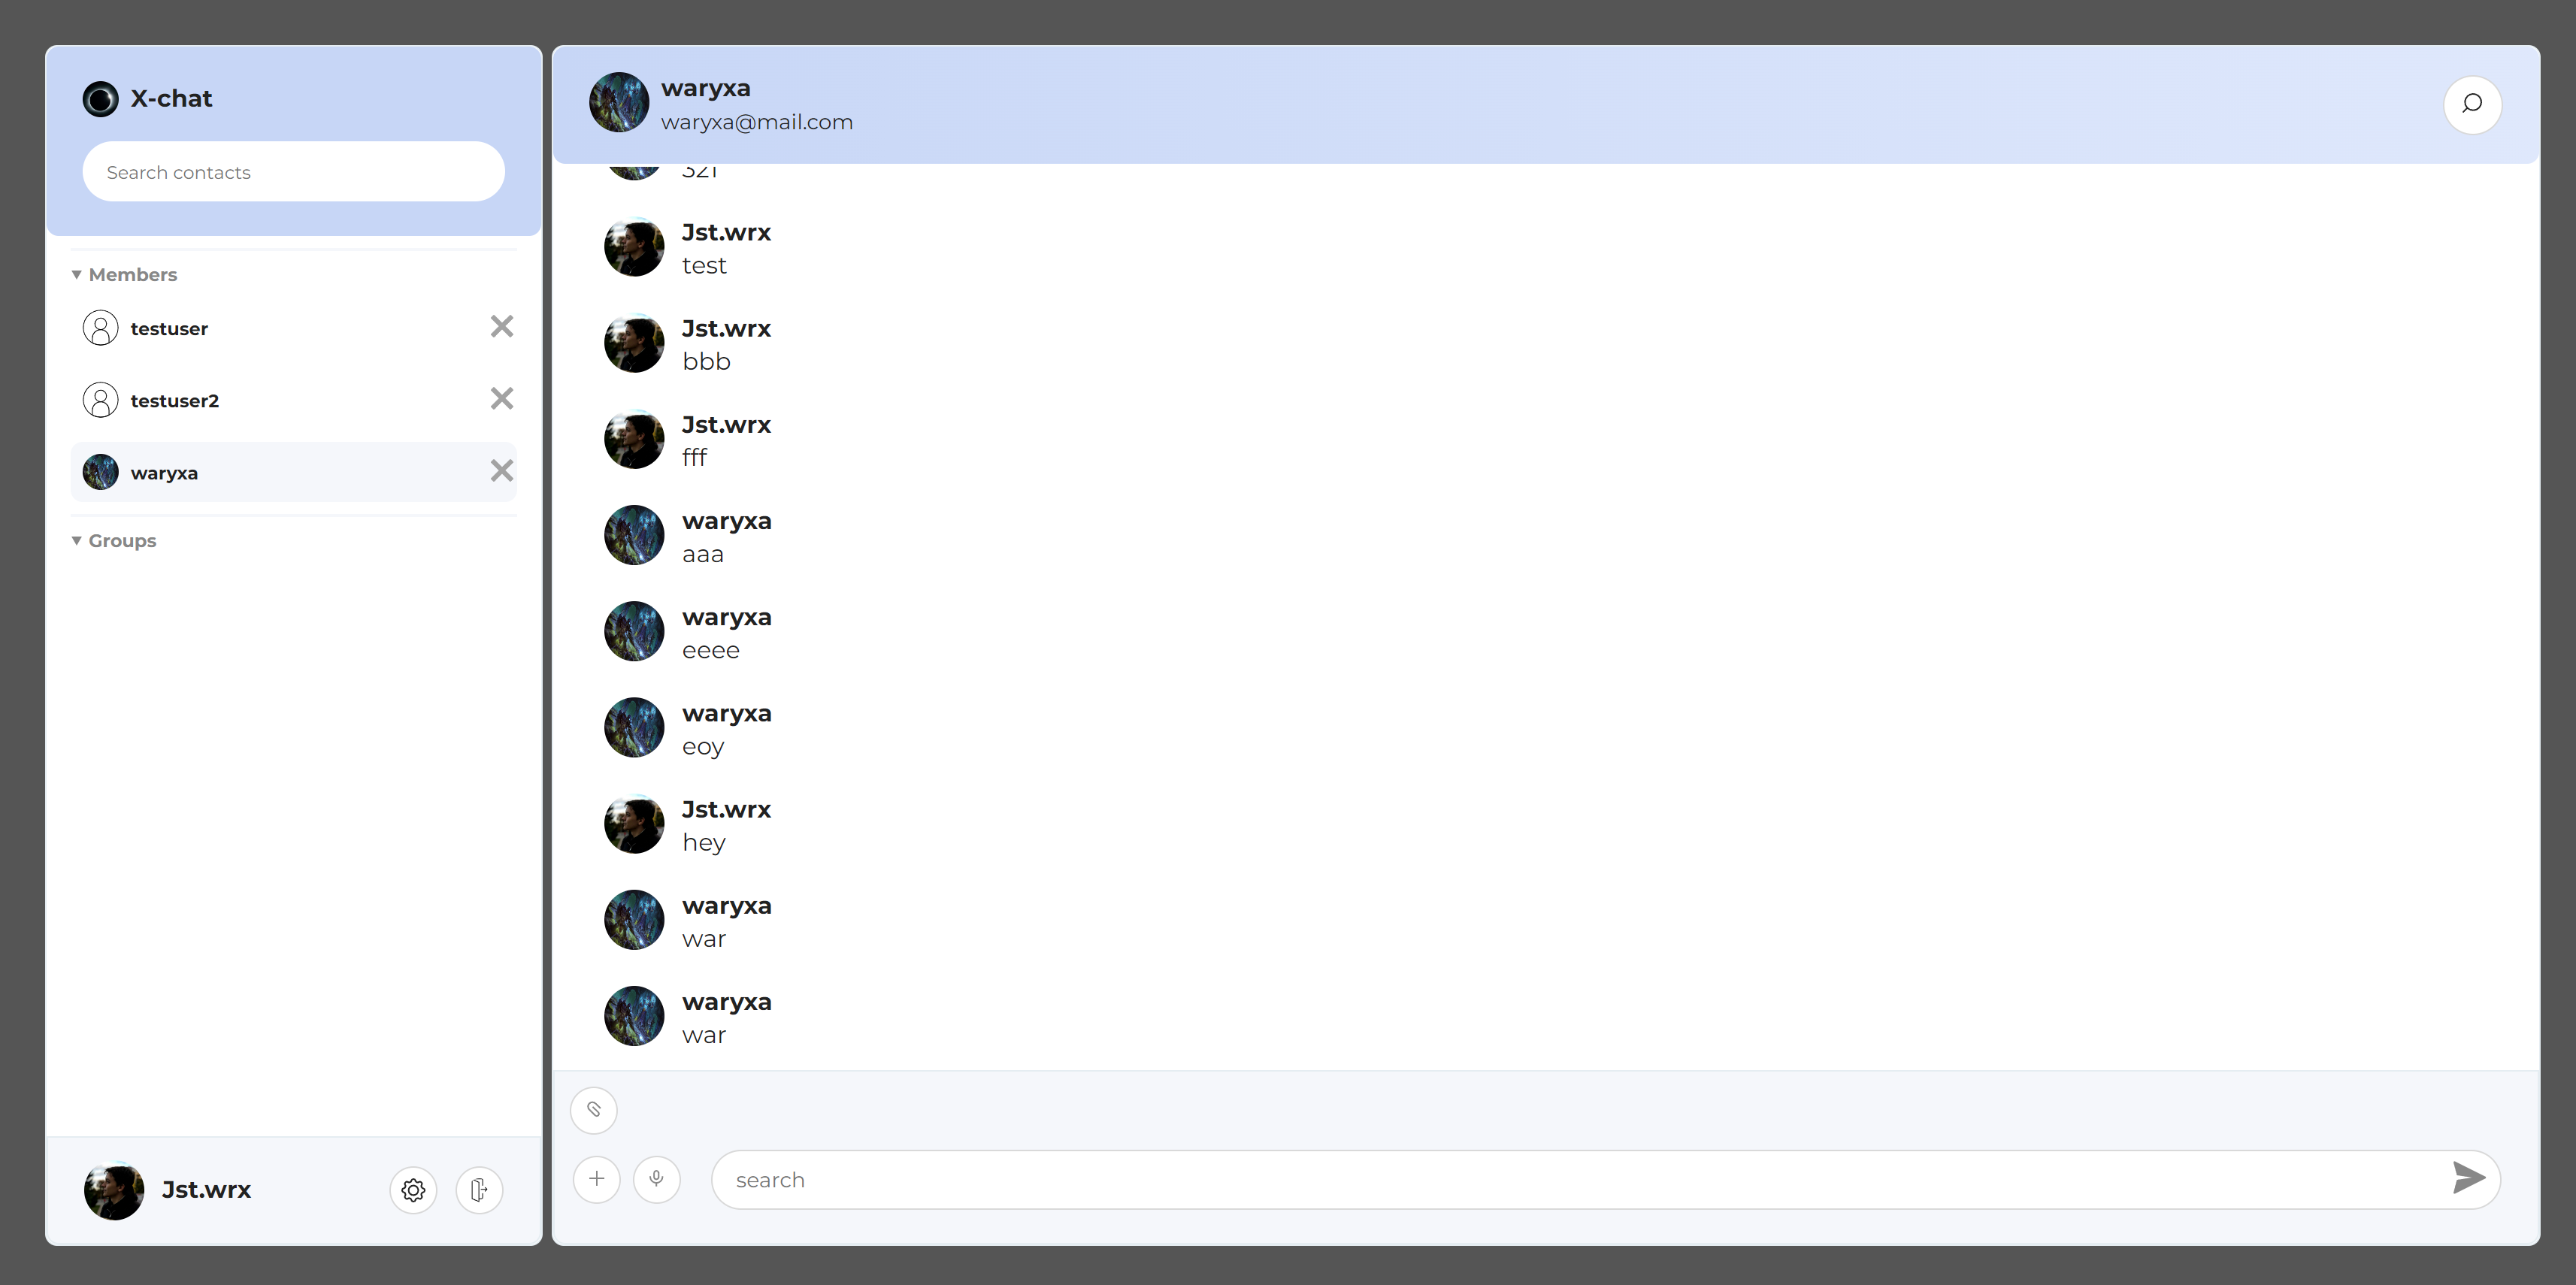 X-chat
Search contacts
Members
testuser
testuser2
waryxa
Groups
Jst.wrx
waryxa
waryxa@mail.com
321
Jst.wrx
test
Jst.wrx
bbb
Jst.wrx
fff
waryxa
aaa
waryxa
eeee
waryxa
eoy
Jst.wrx
hey
waryxa
war
waryxa
war
search